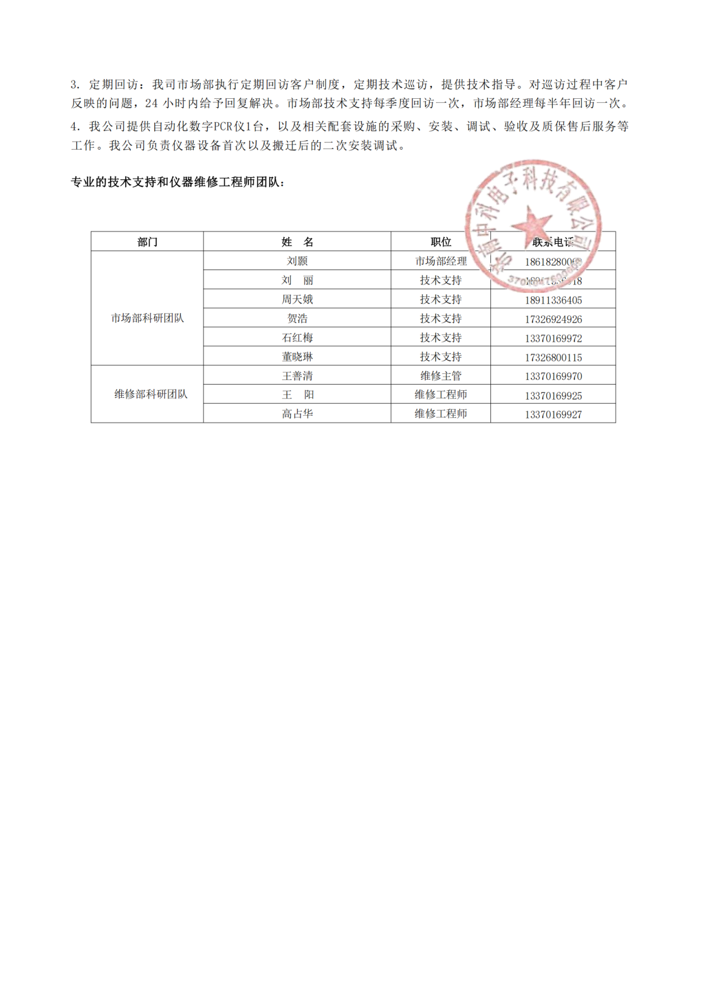 3. 定期回访：我司市场部执行定期回访客户制度，定期技术巡访，提供技术指导。对巡访过程中客户
反映的问题，24 小时内给予回复解决。市场部技术支持每季度回访一次，市场部经理每半年回访一次。
4. 我公司提供自动化数字PCR仪1台，以及相关配套设施的采购、安装、调试、验收及质保售后服务等
工作。我公司负责仪器设备首次以及搬迁后的二次安装调试。
专业的技术支持和仪器维修工程师团队：
济南中科电子科技有限公司
部门 姓 名 职位 联系电话
市场部科研团队
刘颢 市场部经理
刘 丽 技术支持
周天娥 技术支持 18911336405
贺浩 技术支持 17326924926
石红梅 技术支持 13370169972
董晓琳 技术支持 17326800115
维修部科研团队
王善清 维修主管 13370169970
王 阳 维修工程师 13370169925
高占华 维修工程师 13370169927